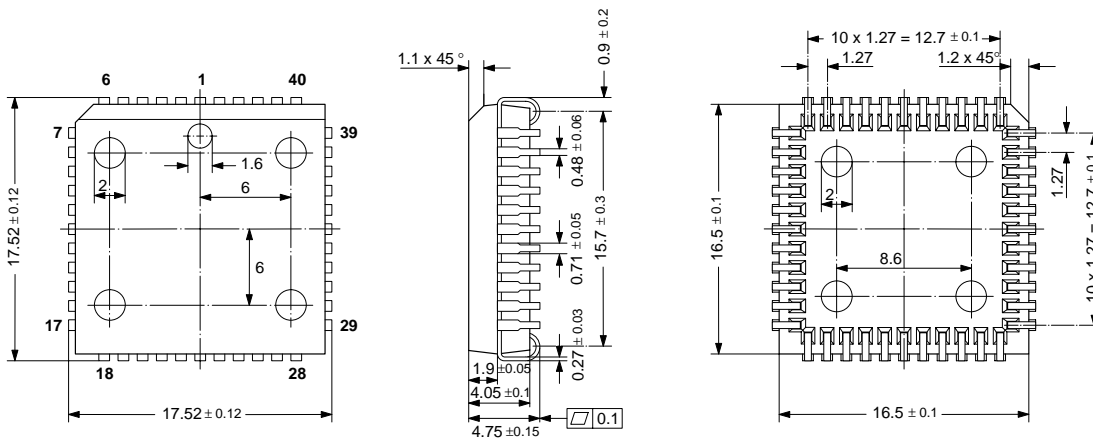 6
1
40
7
39
1.6
2
6
6
17
29
18
28
17.52 ± 0.12
17.52 ± 0.12
1.1 x 45 °
0.9 ± 0.2
0.48 ± 0.06
15.7 ± 0.3
0.71 ± 0.05
0.27 ± 0.03
1.9 ±0.05
4.05 ±0.1
4.75 ±0.15
0.1
10 x 1.27 = 12.7 ± 0.1
1.27
1.2 x 45°
1.27
2
8.6
16.5 ± 0.1
10 x 1.27 = 12.7 ± 0.1
16.5 ± 0.1